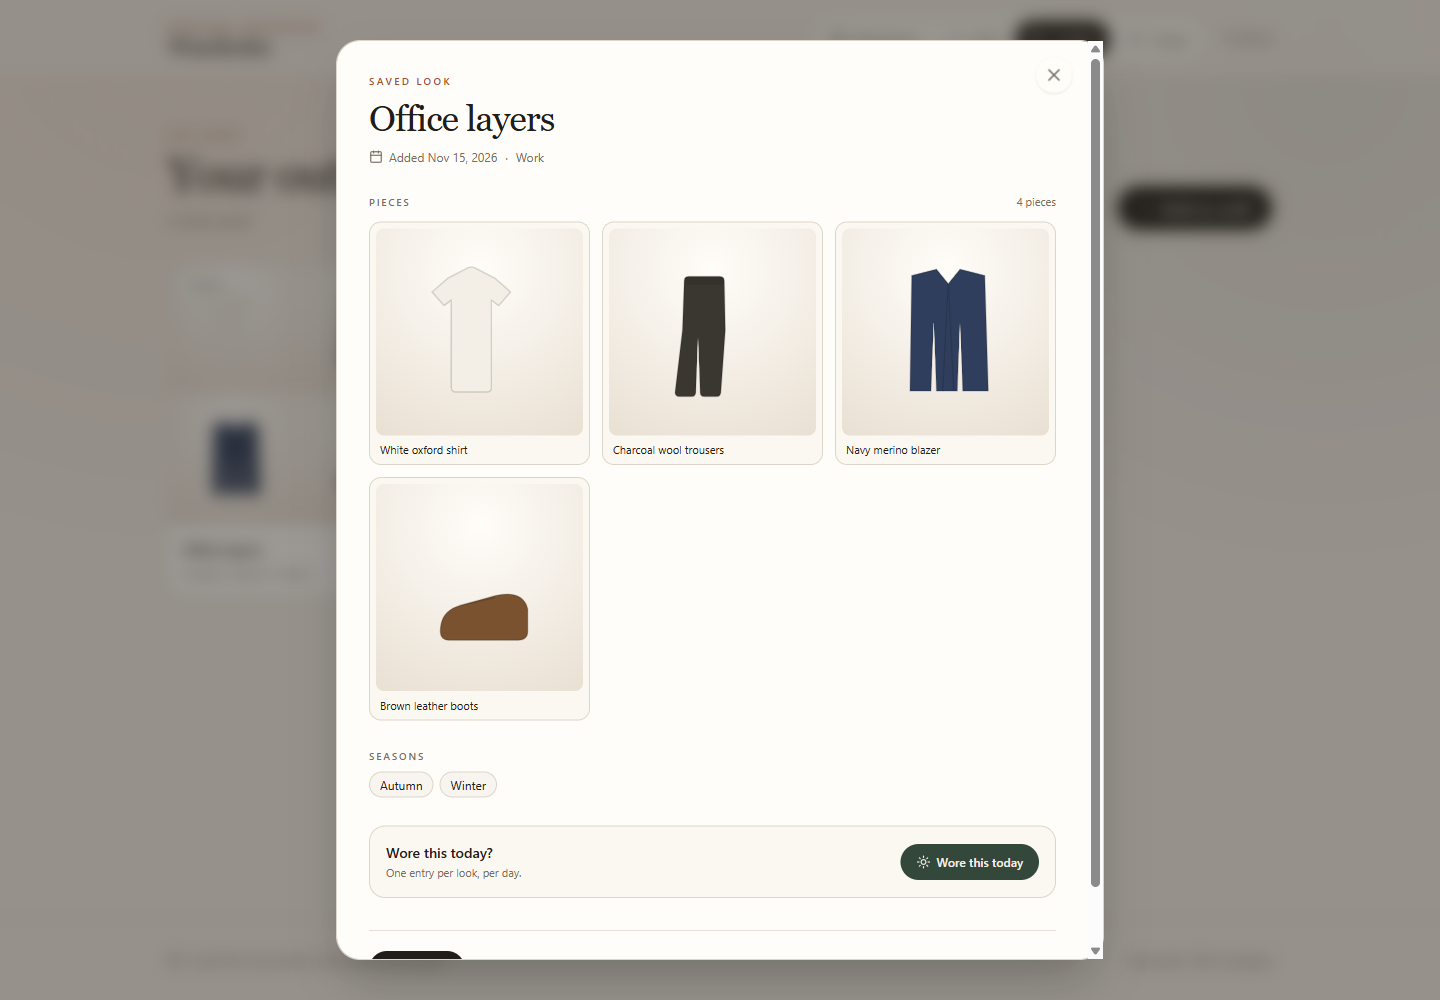 SAVED LOOK
Office layers
Added Nov 15, 2026 · Work
PIECES
4 pieces
White oxford shirt
Charcoal wool trousers
Navy merino blazer
Brown leather boots
SEASONS
Autumn
Winter
Wore this today?
One entry per look, per day.
Wore this today